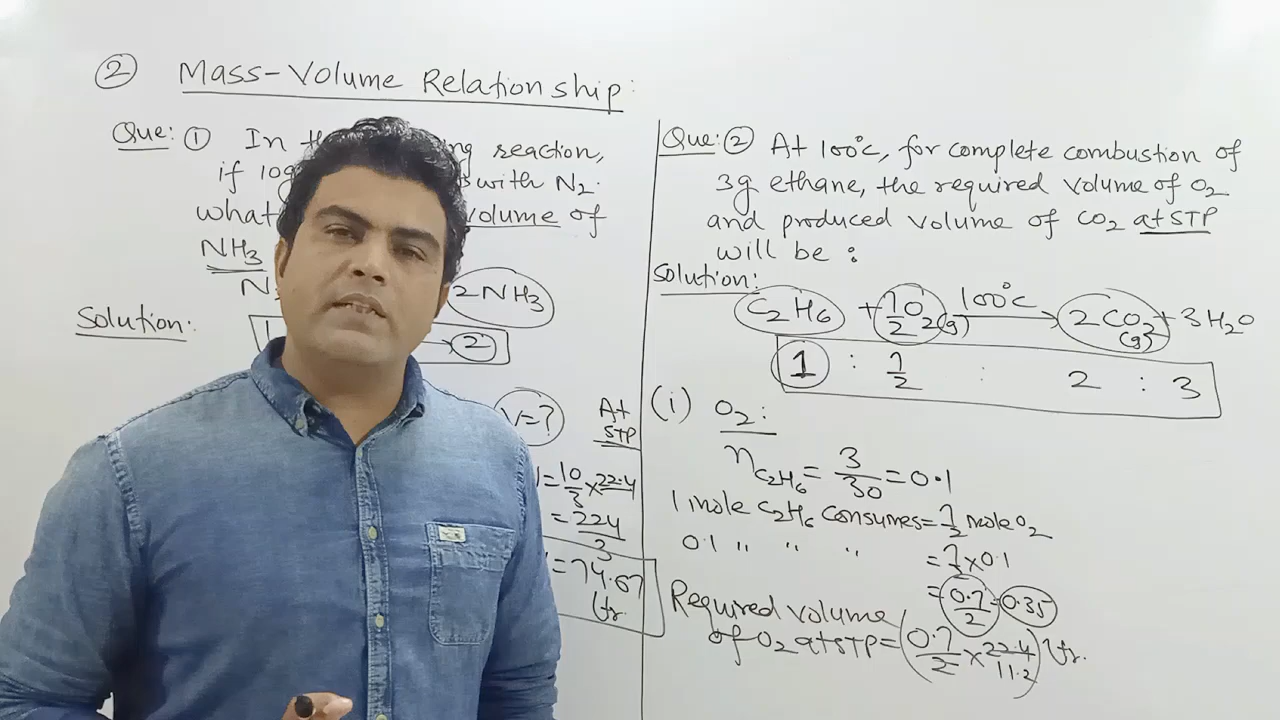 ② Mass-Volume Relationship:
Que: ① In reaction,
if 10g with N₂.
what volume of
NH₃
N 2NH₃
Solution:
2
V=? At
STP
= 10/3 × 22.4
= 224/3
= 74.67
ltr.
Que: ② At 100°c, for complete combustion of
3g ethane, the required volume of O₂
and produced volume of CO₂ at STP
will be :
Solution:
C₂H₆ + 7/2 O₂(g) 100°c → 2CO₂(g) + 3H₂O
1 : 7/2 : 2 : 3
(i) O₂:
n C₂H₆ = 3/30 = 0.1
1 mole C₂H₆ Consumes = 7/2 mole O₂
0.1 " " " = 7/2 × 0.1
= 0.7/2 = 0.35
Required volume
of O₂ at STP = (0.7/2 × 22.4 11.2) ltr.